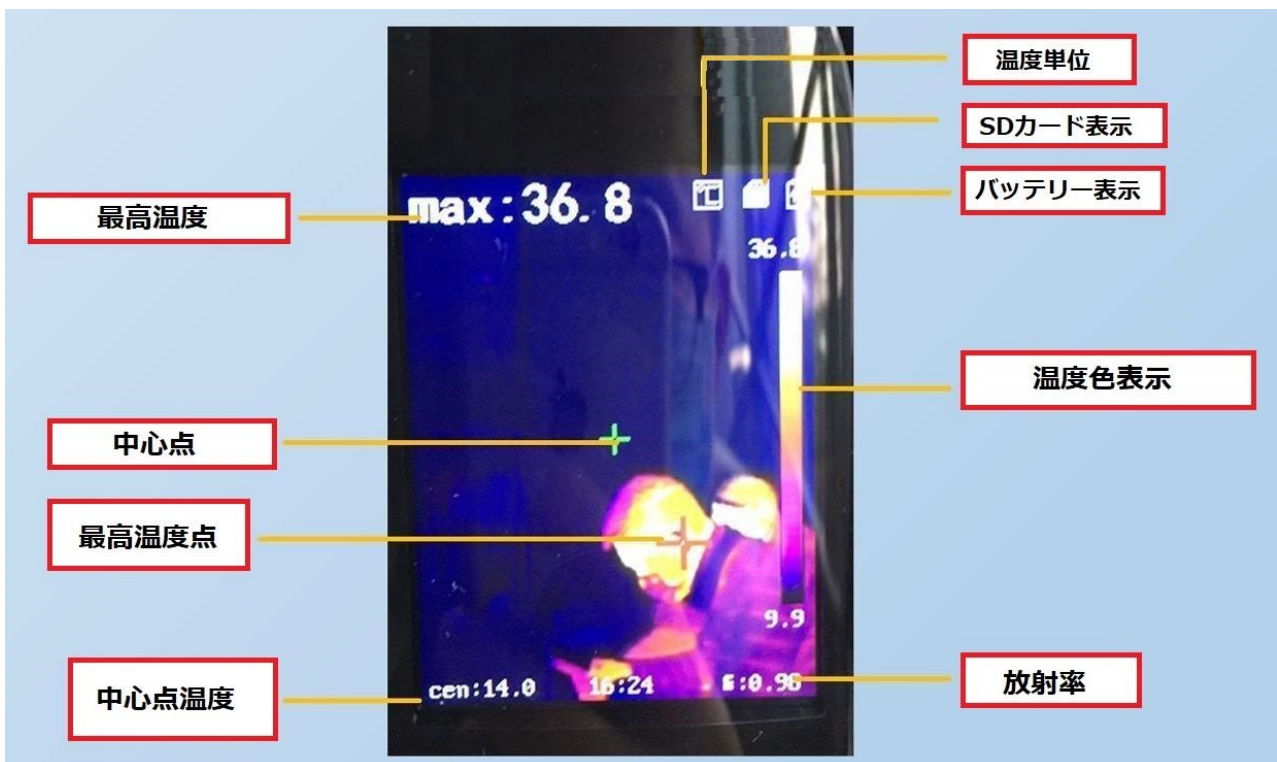 温度単位
SDカード表示
バッテリー表示
最高温度
max:36.8
℃
36.8
温度色表示
中心点
最高温度点
9.9
中心点温度
cen:14.0
16:24
ε:0.98
放射率